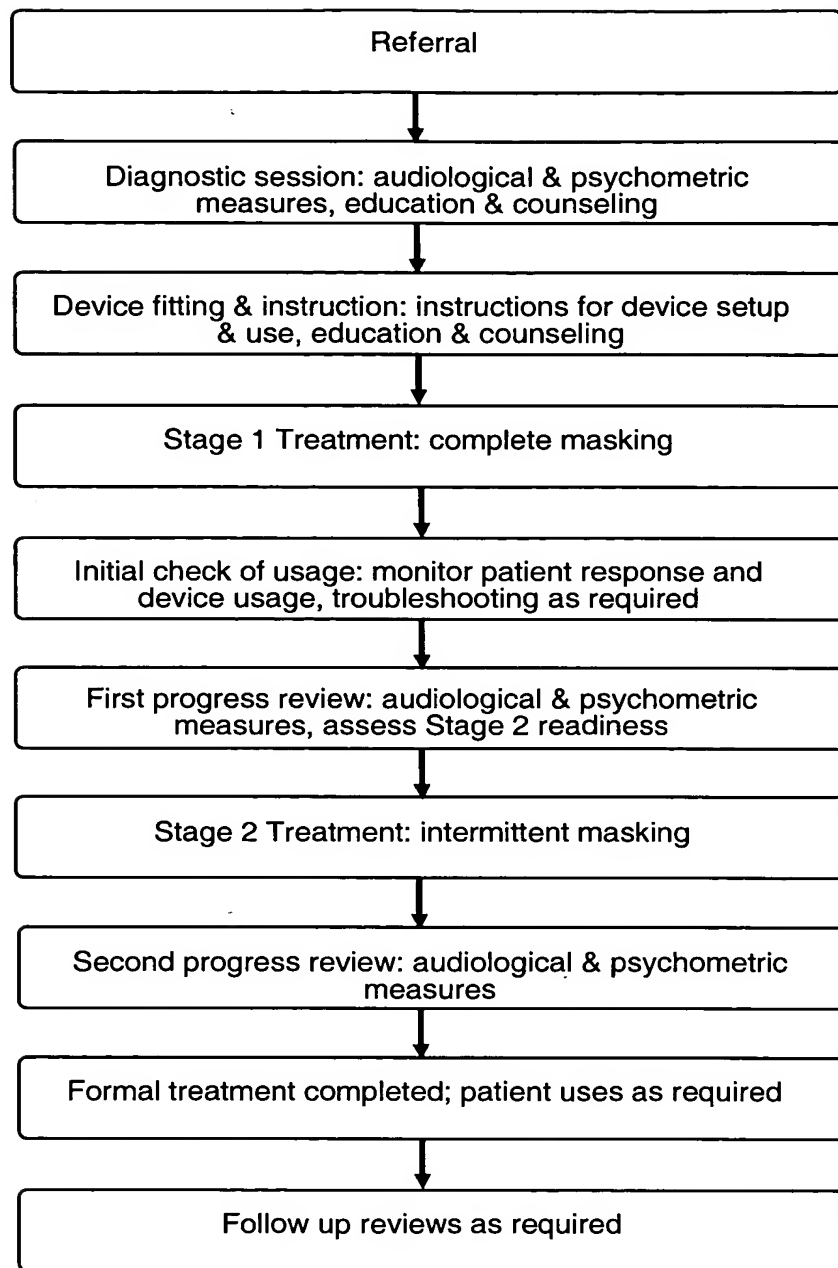 Referral
Diagnostic session: audiological & psychometric
measures, education & counseling
Device fitting & instruction: instructions for device setup
& use, education & counseling
Stage 1 Treatment: complete masking
Initial check of usage: monitor patient response and
device usage, troubleshooting as required
First progress review: audiological & psychometric
measures, assess Stage 2 readiness
Stage 2 Treatment: intermittent masking
Second progress review: audiological & psychometric
measures
Formal treatment completed; patient uses as required
Follow up reviews as required